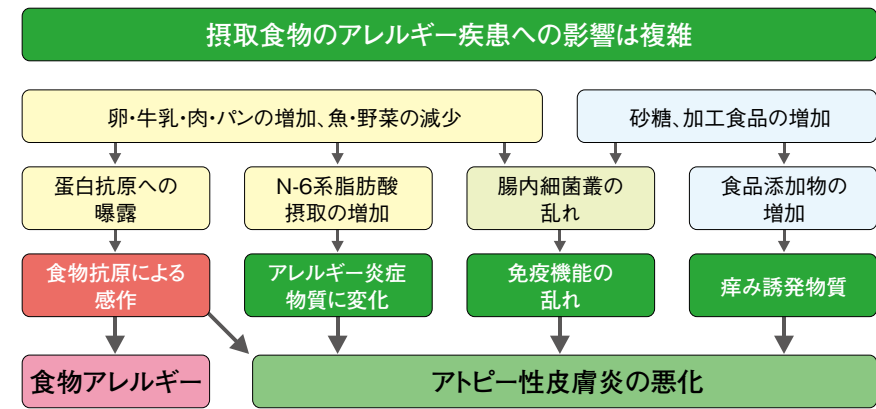 摂取食物のアレルギー疾患への影響は複雑
卵・牛乳・肉・パンの増加、魚・野菜の減少
砂糖、加工食品の増加
蛋白抗原への
曝露
N-6系脂肪酸
摂取の増加
腸内細菌叢の
乱れ
食品添加物の
増加
食物抗原による
感作
アレルギー炎症
物質に変化
免疫機能の
乱れ
痒み誘発物質
食物アレルギー
アトピー性皮膚炎の悪化